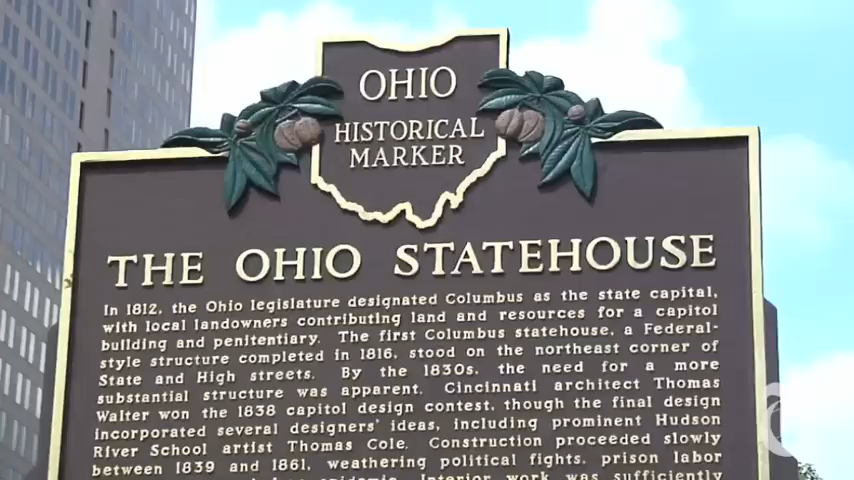 OHIO
HISTORICAL
MARKER
THE OHIO STATEHOUSE
In 1812, the Ohio legislature designated Columbus as the state capital,
with local landowners contributing land and resources for a capitol
building and penitentiary. The first Columbus statehouse, a Federal-
style structure completed in 1816, stood on the northeast corner of
State and High streets. By the 1830s, the need for a more
substantial structure was apparent. Cincinnati architect Thomas
Walter won the 1838 capitol design contest, though the final design
incorporated several designers' ideas, including prominent Hudson
River School artist Thomas Cole. Construction proceeded slowly
between 1839 and 1861, weathering political fights, prison labor
epidemic. Interior work was sufficiently